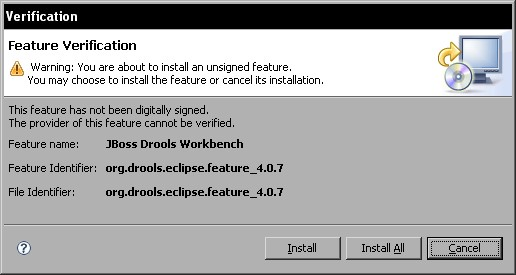 Verification
Feature Verification
Warning: You are about to install an unsigned feature.
You may choose to install the feature or cancel its installation.
This feature has not been digitally signed.
The provider of this feature cannot be verified.
Feature name: JBoss Drools Workbench
Feature Identifier: org.drools.eclipse.feature_4.0.7
File Identifier: org.drools.eclipse.feature_4.0.7
? Install Install All Cancel